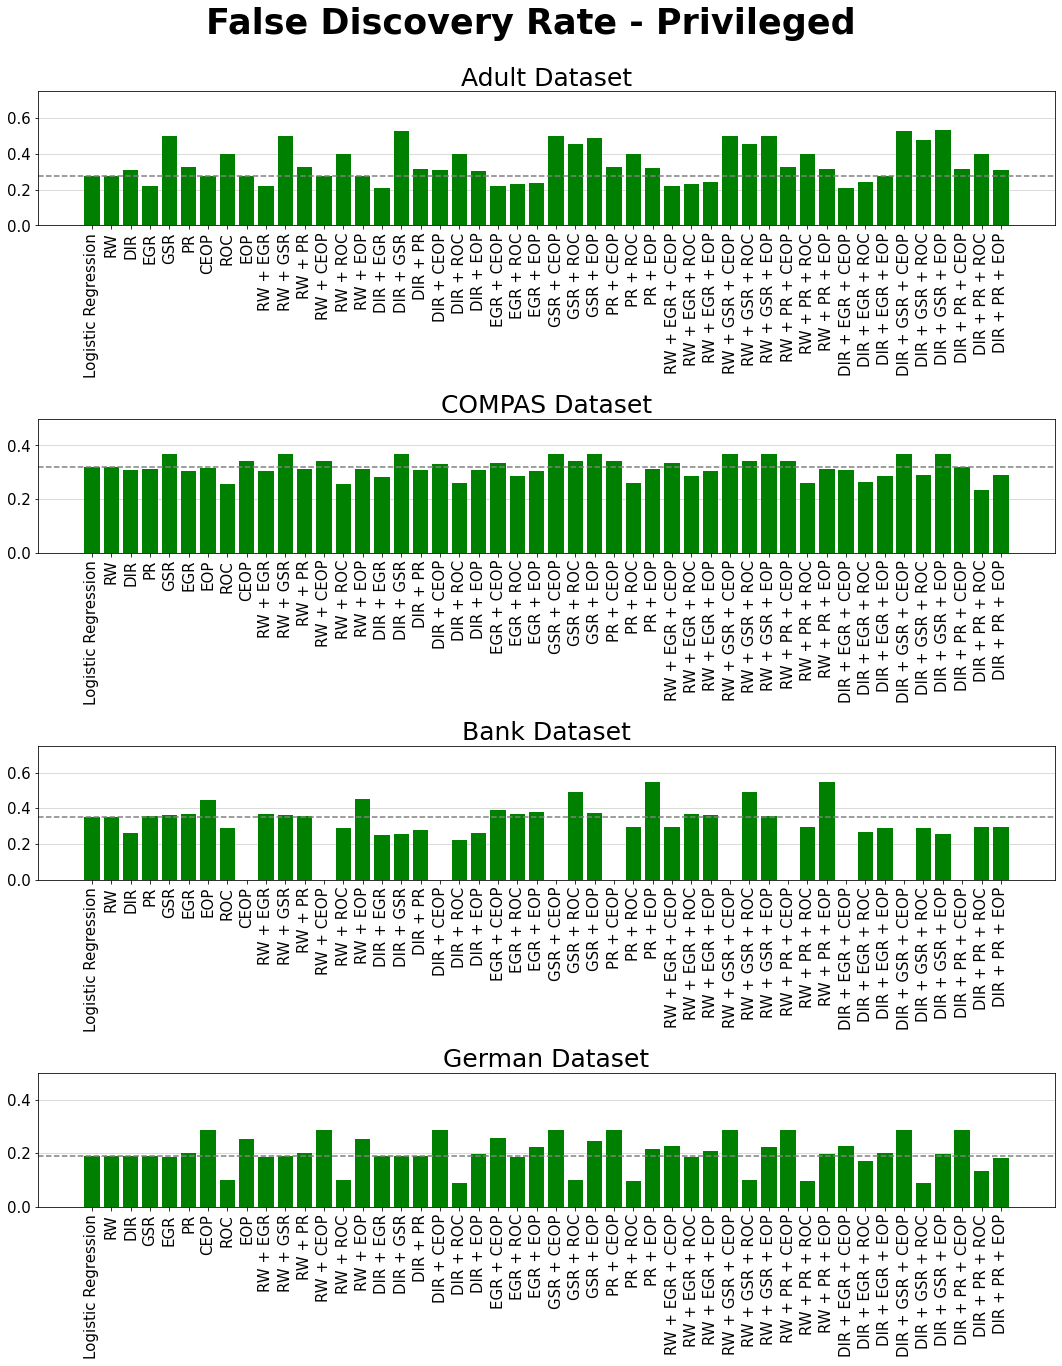 False Discovery Rate - Privileged
Adult Dataset
0.6
0.4
0.2
0.0
Logistic Regression
RW
DIR
EGR
GSR
PR
CEOP
ROC
EOP
RW + EGR
RW + GSR
RW + PR
RW + CEOP
RW + ROC
RW + EOP
DIR + EGR
DIR + GSR
DIR + PR
DIR + CEOP
DIR + ROC
DIR + EOP
EGR + CEOP
EGR + ROC
EGR + EOP
GSR + CEOP
GSR + ROC
GSR + EOP
PR + CEOP
PR + ROC
PR + EOP
RW + EGR + CEOP
RW + EGR + ROC
RW + EGR + EOP
RW + GSR + CEOP
RW + GSR + ROC
RW + GSR + EOP
RW + PR + CEOP
RW + PR + ROC
RW + PR + EOP
DIR + EGR + CEOP
DIR + EGR + ROC
DIR + EGR + EOP
DIR + GSR + CEOP
DIR + GSR + ROC
DIR + GSR + EOP
DIR + PR + CEOP
DIR + PR + ROC
DIR + PR + EOP
COMPAS Dataset
0.4
0.2
0.0
Logistic Regression
RW
DIR
PR
GSR
EGR
EOP
ROC
CEOP
RW + EGR
RW + GSR
RW + PR
RW + CEOP
RW + ROC
RW + EOP
DIR + EGR
DIR + GSR
DIR + PR
DIR + CEOP
DIR + ROC
DIR + EOP
EGR + CEOP
EGR + ROC
EGR + EOP
GSR + CEOP
GSR + ROC
GSR + EOP
PR + CEOP
PR + ROC
PR + EOP
RW + EGR + CEOP
RW + EGR + ROC
RW + EGR + EOP
RW + GSR + CEOP
RW + GSR + ROC
RW + GSR + EOP
RW + PR + CEOP
RW + PR + ROC
RW + PR + EOP
DIR + EGR + CEOP
DIR + EGR + ROC
DIR + EGR + EOP
DIR + GSR + CEOP
DIR + GSR + ROC
DIR + GSR + EOP
DIR + PR + CEOP
DIR + PR + ROC
DIR + PR + EOP
Bank Dataset
0.6
0.4
0.2
0.0
Logistic Regression
RW
DIR
PR
GSR
EGR
EOP
ROC
CEOP
RW + EGR
RW + GSR
RW + PR
RW + CEOP
RW + ROC
RW + EOP
DIR + EGR
DIR + GSR
DIR + PR
DIR + CEOP
DIR + ROC
DIR + EOP
EGR + CEOP
EGR + ROC
EGR + EOP
GSR + CEOP
GSR + ROC
GSR + EOP
PR + CEOP
PR + ROC
PR + EOP
RW + EGR + CEOP
RW + EGR + ROC
RW + EGR + EOP
RW + GSR + CEOP
RW + GSR + ROC
RW + GSR + EOP
RW + PR + CEOP
RW + PR + ROC
RW + PR + EOP
DIR + EGR + CEOP
DIR + EGR + ROC
DIR + EGR + EOP
DIR + GSR + CEOP
DIR + GSR + ROC
DIR + GSR + EOP
DIR + PR + CEOP
DIR + PR + ROC
DIR + PR + EOP
German Dataset
0.4
0.2
0.0
Logistic Regression
RW
DIR
GSR
EGR
PR
CEOP
ROC
EOP
RW + EGR
RW + GSR
RW + PR
RW + CEOP
RW + ROC
RW + EOP
DIR + EGR
DIR + GSR
DIR + PR
DIR + CEOP
DIR + ROC
DIR + EOP
EGR + CEOP
EGR + ROC
EGR + EOP
GSR + CEOP
GSR + ROC
GSR + EOP
PR + CEOP
PR + ROC
PR + EOP
RW + EGR + CEOP
RW + EGR + ROC
RW + EGR + EOP
RW + GSR + CEOP
RW + GSR + ROC
RW + GSR + EOP
RW + PR + CEOP
RW + PR + ROC
RW + PR + EOP
DIR + EGR + CEOP
DIR + EGR + ROC
DIR + EGR + EOP
DIR + GSR + CEOP
DIR + GSR + ROC
DIR + GSR + EOP
DIR + PR + CEOP
DIR + PR + ROC
DIR + PR + EOP